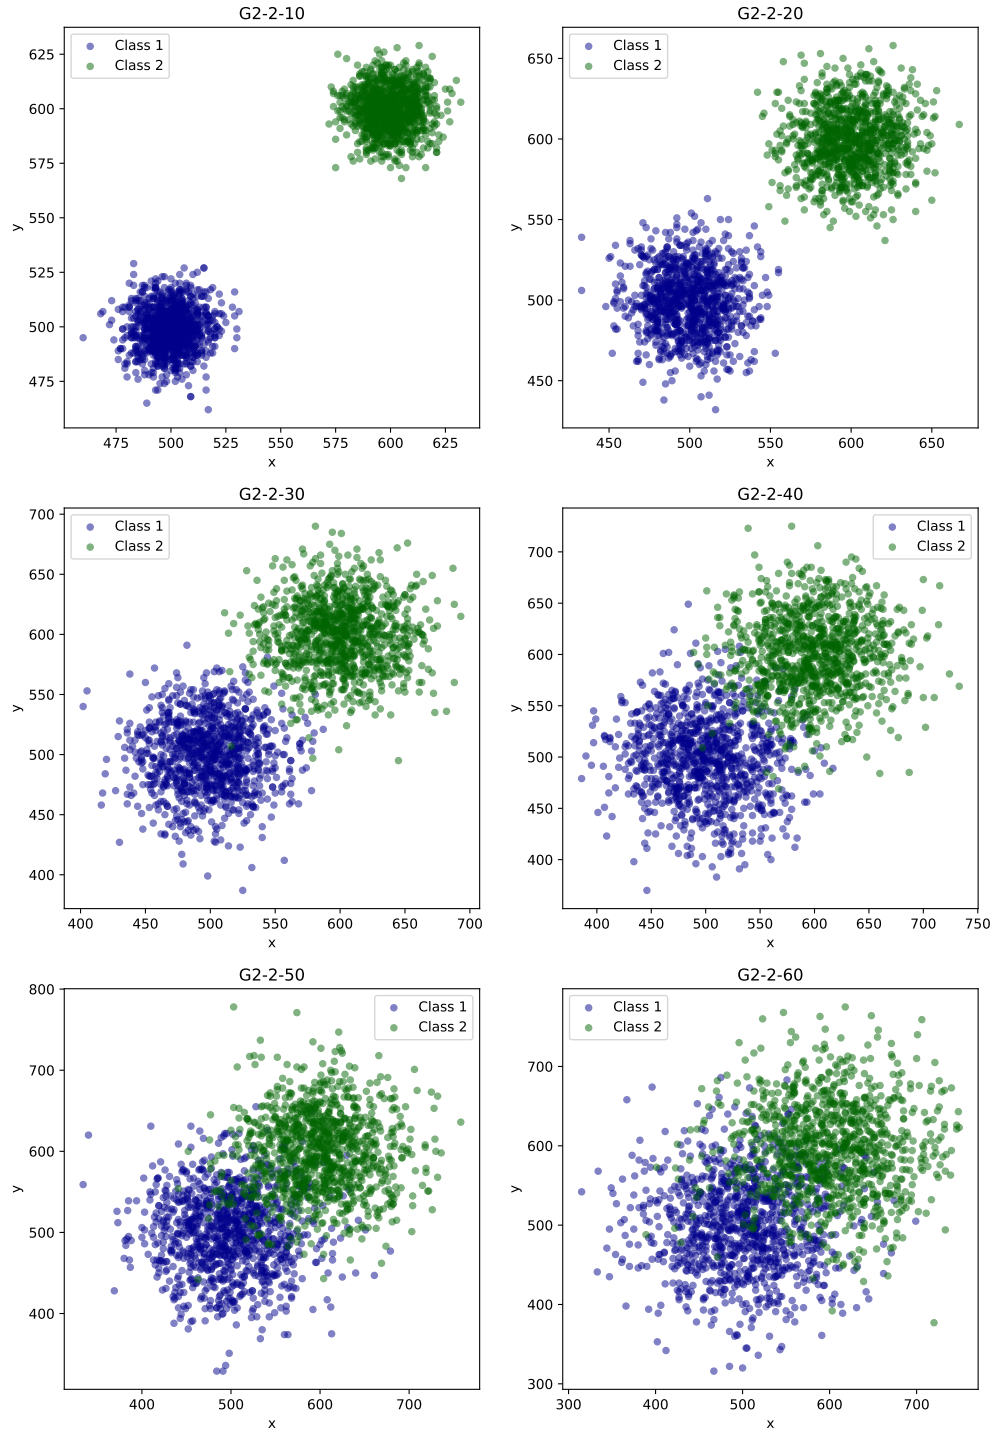 G2-2-10
Class 1
Class 2
625
600
575
550
525
500
475
y
475 500 525 550 575 600 625
x
G2-2-20
Class 1
Class 2
650
600
550
500
450
y
450 500 550 600 650
x
G2-2-30
Class 1
Class 2
700
650
600
550
500
450
400
y
400 450 500 550 600 650 700
x
G2-2-40
Class 1
Class 2
700
650
600
550
500
450
400
y
400 450 500 550 600 650 700 750
x
G2-2-50
Class 1
Class 2
800
700
600
500
400
y
400 500 600 700
x
G2-2-60
Class 1
Class 2
700
600
500
400
300
y
300 400 500 600 700
x